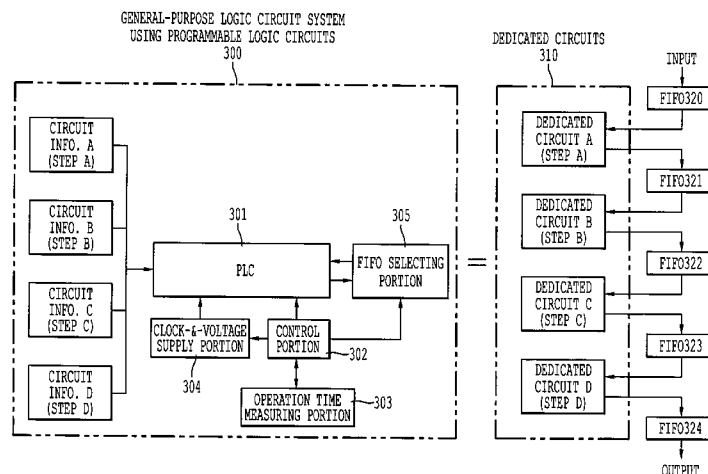 GENERAL-PURPOSE LOGIC CIRCUIT SYSTEM
USING PROGRAMMABLE LOGIC CIRCUITS
300
DEDICATED CIRCUITS
310
INPUT
FIFO320
CIRCUIT
INFO. A
(STEP A)
CIRCUIT
INFO. B
(STEP B)
CIRCUIT
INFO. C
(STEP C)
CIRCUIT
INFO. D
(STEP D)
301
PLC
305
FIFO SELECTING
PORTION
CLOCK-&-VOLTAGE
SUPPLY PORTION
304
CONTROL
PORTION
302
OPERATION TIME
MEASURING PORTION
303
=
DEDICATED
CIRCUIT A
(STEP A)
FIFO321
DEDICATED
CIRCUIT B
(STEP B)
FIFO322
DEDICATED
CIRCUIT C
(STEP C)
FIFO323
DEDICATED
CIRCUIT D
(STEP D)
FIFO324
OUTPUT